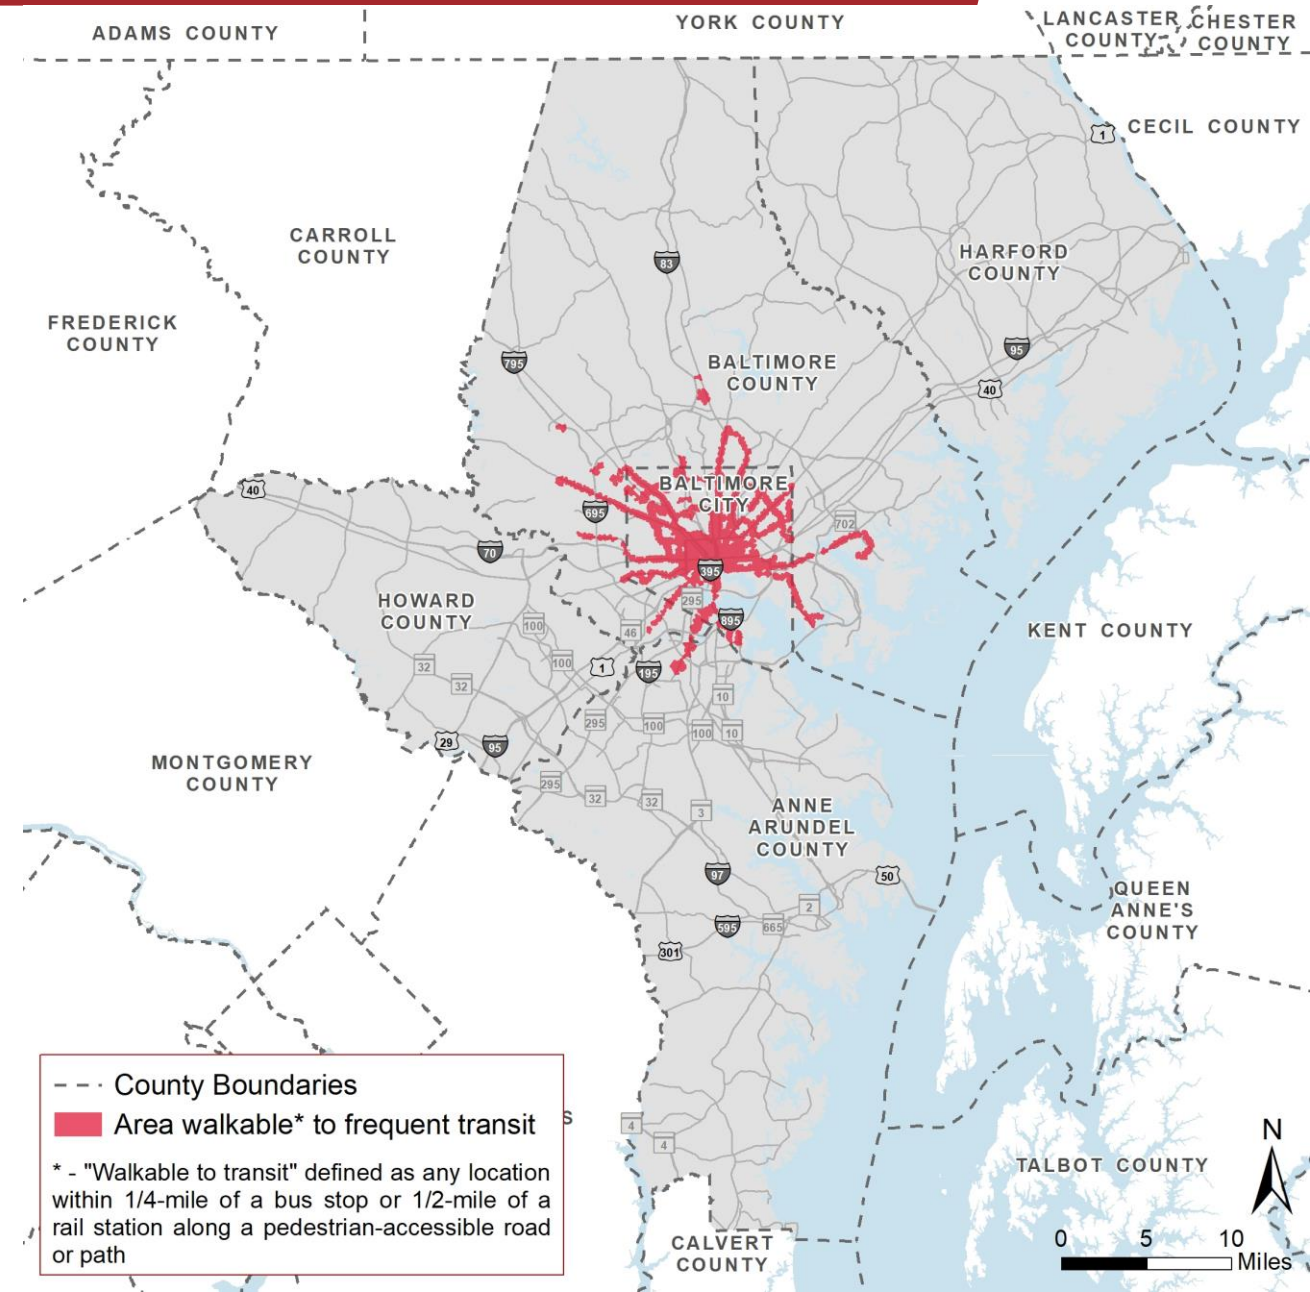 ADAMS COUNTY
YORK COUNTY
LANCASTER
COUNTY
CHESTER
COUNTY
CECIL COUNTY
1
CARROLL
COUNTY
HARFORD
COUNTY
83
FREDERICK
COUNTY
795
95
BALTIMORE
COUNTY
40
BALTIMORE
CITY
40
695
702
70
395
HOWARD
COUNTY
295
100
46
895
KENT COUNTY
32
100
1
195
32
10
295
100
100
10
29
95
MONTGOMERY
COUNTY
295
32
32
3
ANNE
ARUNDEL
COUNTY
97
50
2
QUEEN
ANNE'S
COUNTY
595
665
301
County Boundaries
Area walkable* to frequent transit
S
* - "Walkable to transit" defined as any location
within 1/4-mile of a bus stop or 1/2-mile of a
rail station along a pedestrian-accessible road
or path
4
4
N
TALBOT COUNTY
CALVERT
COUNTY
0 5 10
Miles